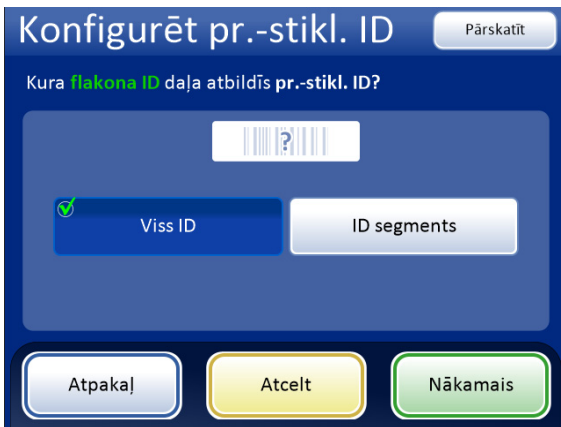 Konfigurēt pr.-stikl. ID
Pārskatīt
Kura flakona ID daļa atbildīs pr.-stikl. ID?
?
Viss ID
ID segments
Atpakaļ
Atcelt
Nākamais